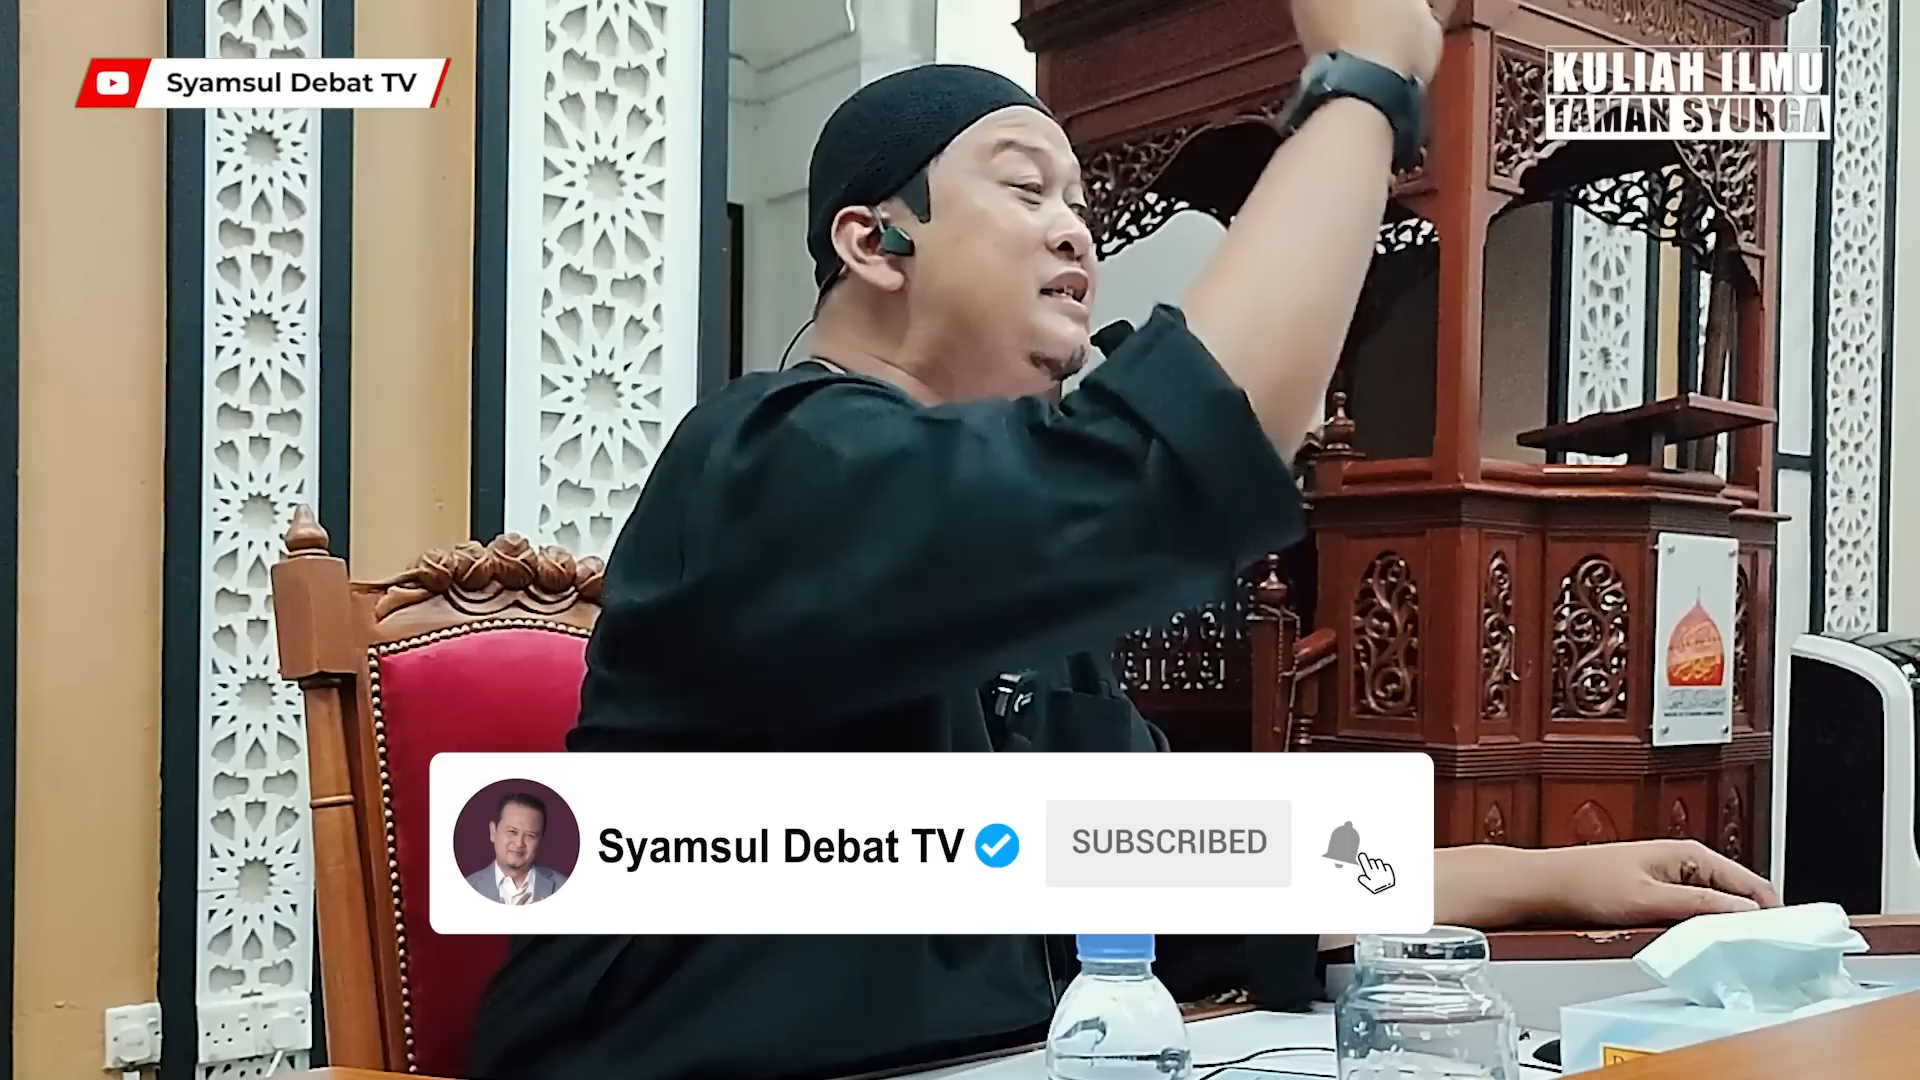 Syamsul Debat TV
KULIAH ILMU
TAMAN SYURGA
Syamsul Debat TV
SUBSCRIBED